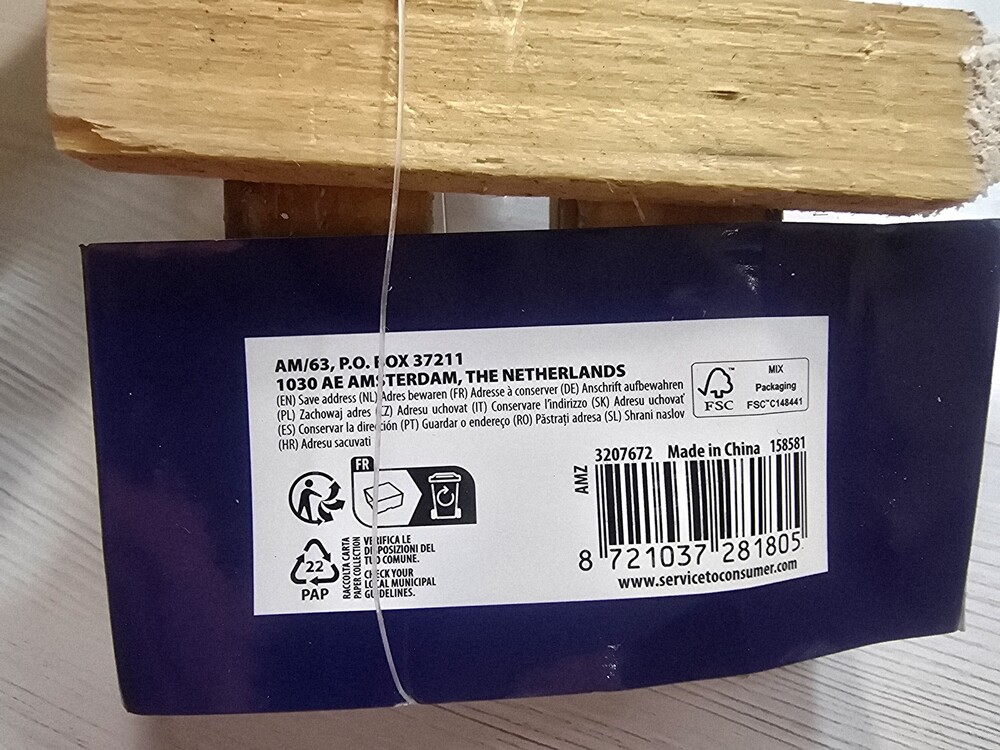 AM/63, P.O. BOX 37211
1030 AE AMSTERDAM, THE NETHERLANDS
(EN) Save address (NL) Adres bewaren (FR) Adresse à conserver (DE) Anschrift aufbewahren
(PL) Zachowaj adres (CZ) Adresu uchovat (IT) Conservare l'indirizzo (SK) Adresu uchovať
(ES) Conservar la dirección (PT) Guardar o endereço (RO) Păstrați adresa (SL) Shrani naslov
(HR) Adresu sacuvati
FSC™
MIX
Packaging
FSC™C148441
FR
22
PAP
RACCOLTA CARTA
PAPER COLLECTION
VERIFICA LE
DISPOSIZIONI DEL
TUO COMUNE.
CHECK YOUR
LOCAL MUNICIPAL
GUIDELINES.
3207672 Made in China 158581
AMZ
8 721037 281805
www.servicetoconsumer.com